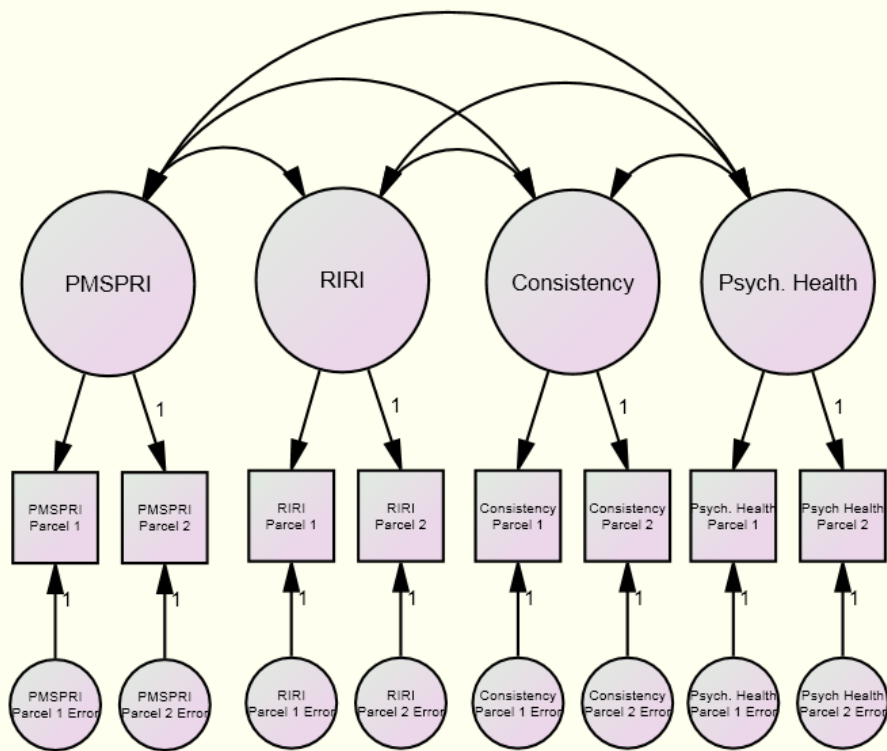 PMSPRI
RIRI
Consistency
Psych. Health
1
1
1
1
PMSPRI
Parcel 1
PMSPRI
Parcel 2
RIRI
Parcel 1
RIRI
Parcel 2
Consistency
Parcel 1
Consistency
Parcel 2
Psych. Health
Parcel 1
Psych Health
Parcel 2
1
1
1
1
1
1
1
1
PMSPRI
Parcel 1 Error
PMSPRI
Parcel 2 Error
RIRI
Parcel 1 Error
RIRI
Parcel 2 Error
Consistency
Parcel 1 Error
Consistency
Parcel 2 Error
Psych. Health
Parcel 1 Error
Psych Health
Parcel 2 Error